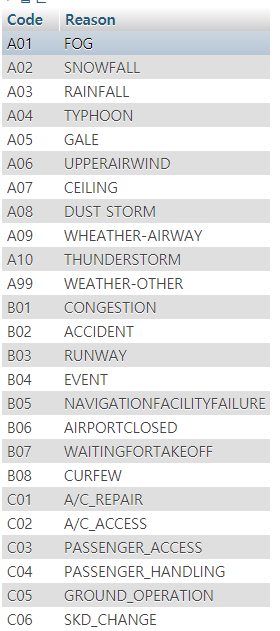 Code Reason
A01 FOG
A02 SNOWFALL
A03 RAINFALL
A04 TYPHOON
A05 GALE
A06 UPPERAIRWIND
A07 CEILING
A08 DUST STORM
A09 WHEATHER-AIRWAY
A10 THUNDERSTORM
A99 WEATHER-OTHER
B01 CONGESTION
B02 ACCIDENT
B03 RUNWAY
B04 EVENT
B05 NAVIGATIONFACILITYFAILURE
B06 AIRPORTCLOSED
B07 WAITINGFORTAKEOFF
B08 CURFEW
C01 A/C_REPAIR
C02 A/C_ACCESS
C03 PASSENGER_ACCESS
C04 PASSENGER_HANDLING
C05 GROUND_OPERATION
C06 SKD_CHANGE